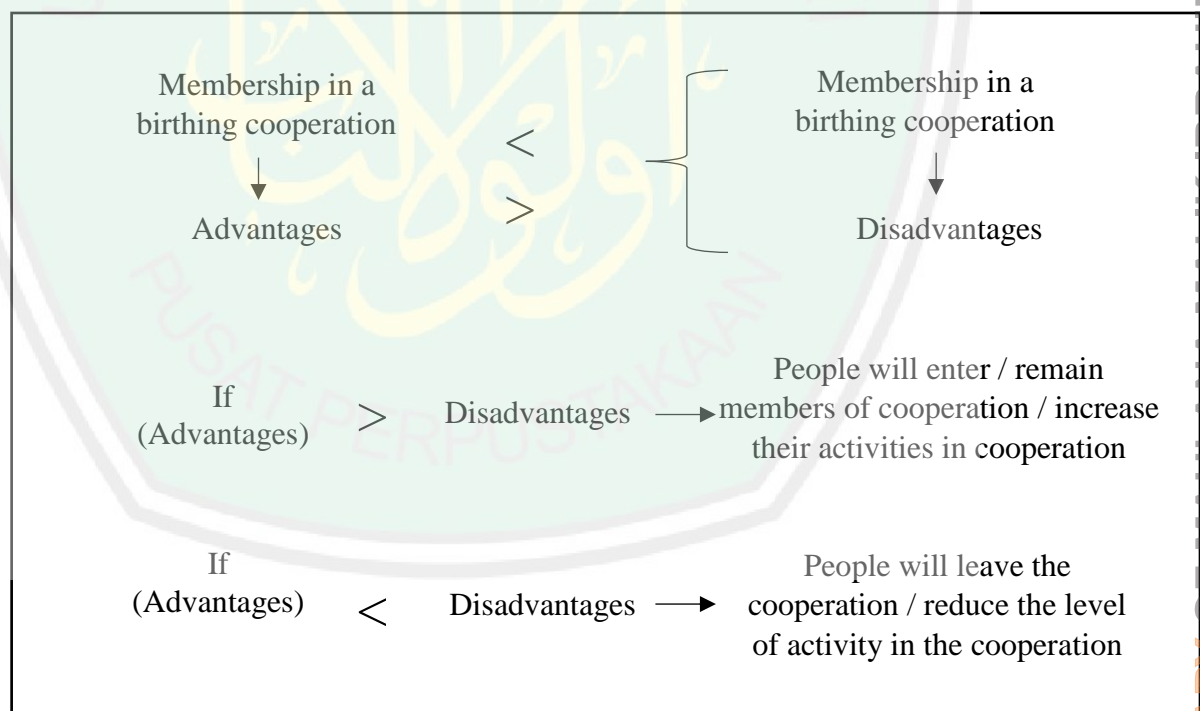 Membership in a
birthing cooperation
Advantages
<
>
Membership in a
birthing cooperation
Disadvantages
If
(Advantages)
>
Disadvantages
People will enter / remain
members of cooperation / increase
their activities in cooperation
If
(Advantages)
<
Disadvantages
People will leave the
cooperation / reduce the level
of activity in the cooperation
PUSAT PERPUSTAKAAN